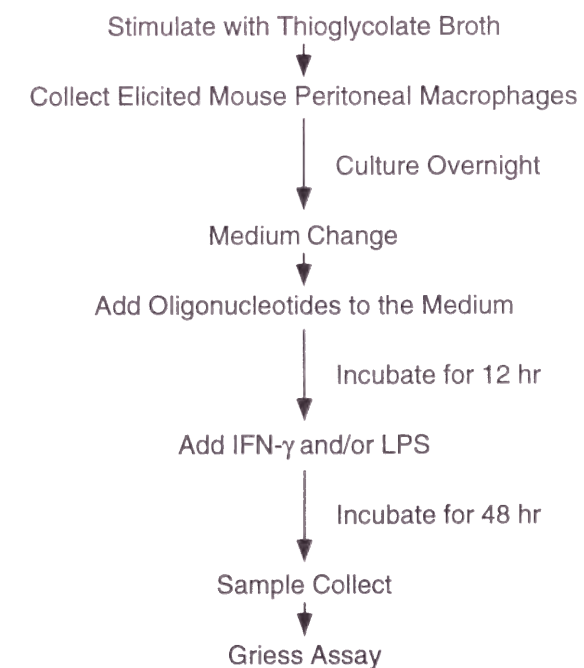 Stimulate with Thioglycolate Broth
Collect Elicited Mouse Peritoneal Macrophages
Culture Overnight
Medium Change
Add Oligonucleotides to the Medium
Incubate for 12 hr
Add IFN-γ and/or LPS
Incubate for 48 hr
Sample Collect
Griess Assay